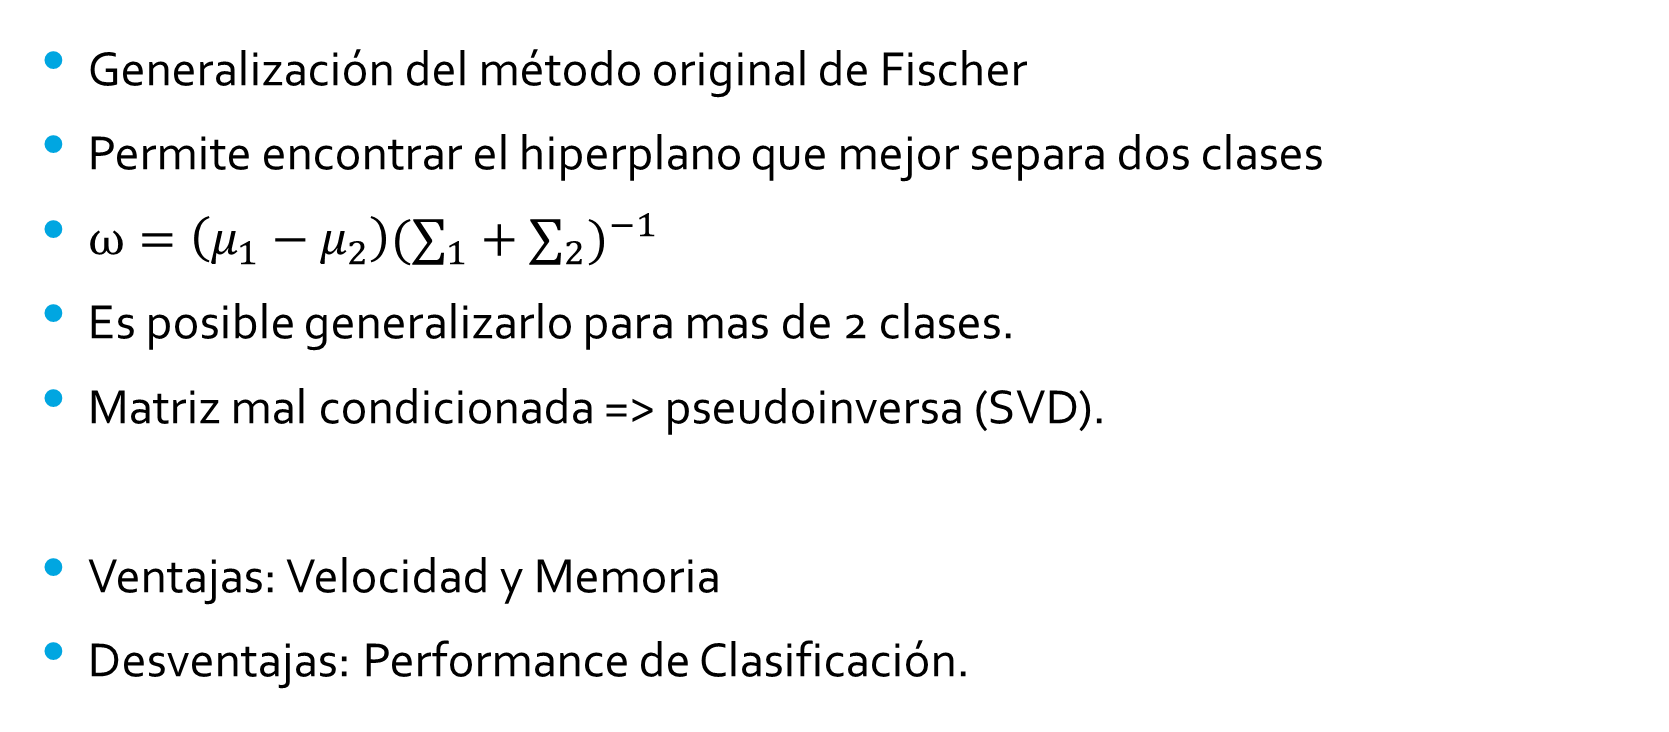 • Generalización del método original de Fischer
• Permite encontrar el hiperplano que mejor separa dos clases
• ω = (μ₁ − μ₂)(∑₁ + ∑₂)⁻¹
• Es posible generalizarlo para mas de 2 clases.
• Matriz mal condicionada => pseudoinversa (SVD).
• Ventajas: Velocidad y Memoria
• Desventajas: Performance de Clasificación.